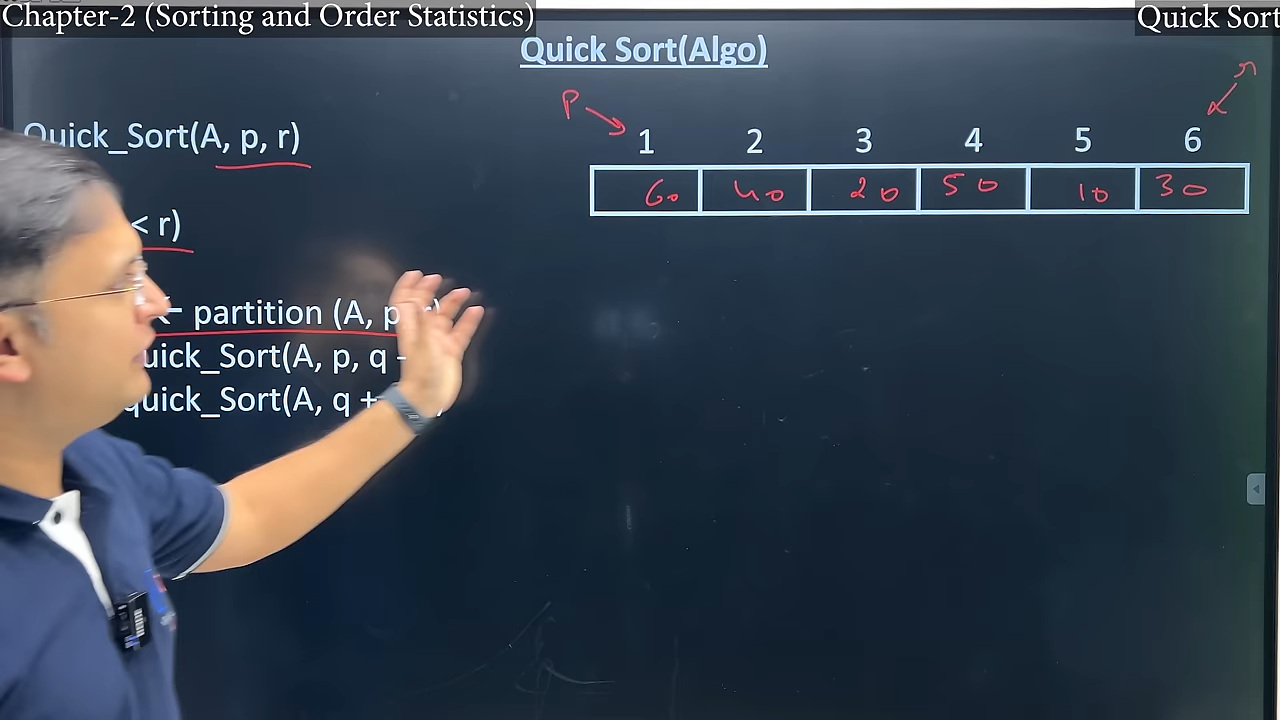 Chapter-2 (Sorting and Order Statistics)
Quick Sort
Quick Sort(Algo)
p
r
Quick_Sort(A, p, r)
1 2 3 4 5 6
60 40 20 50 10 30
< r)
← partition (A, p
uick_Sort(A, p, q -
quick_Sort(A, q +